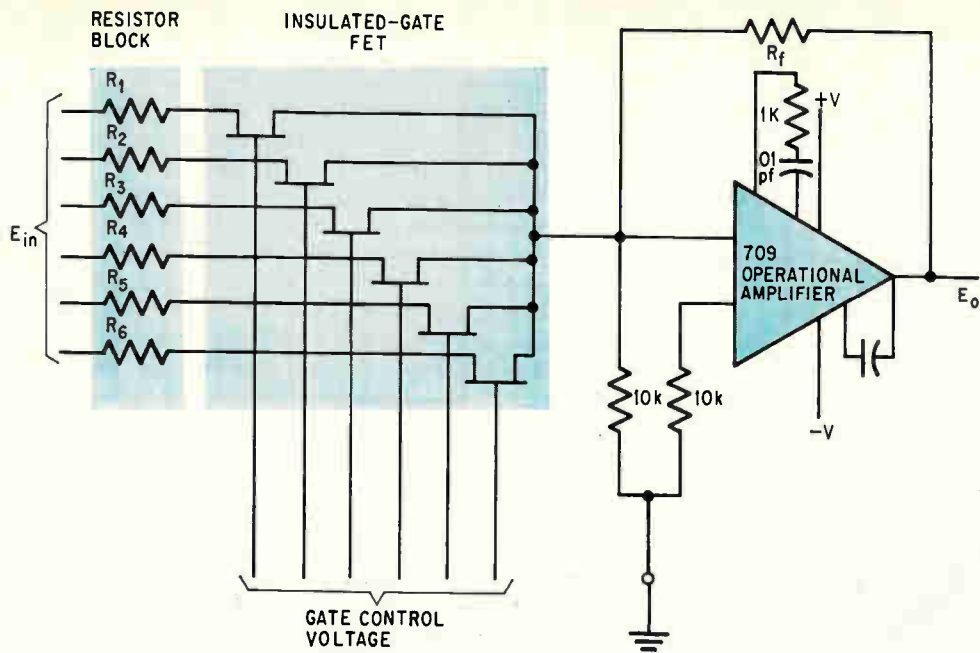 RESISTOR
BLOCK
INSULATED-GATE
FET
R1
R2
R3
R4
R5
R6
Ein
Rf
1K
+V
.01
pf
709
OPERATIONAL
AMPLIFIER
Eo
10k
10k
-V
GATE CONTROL
VOLTAGE